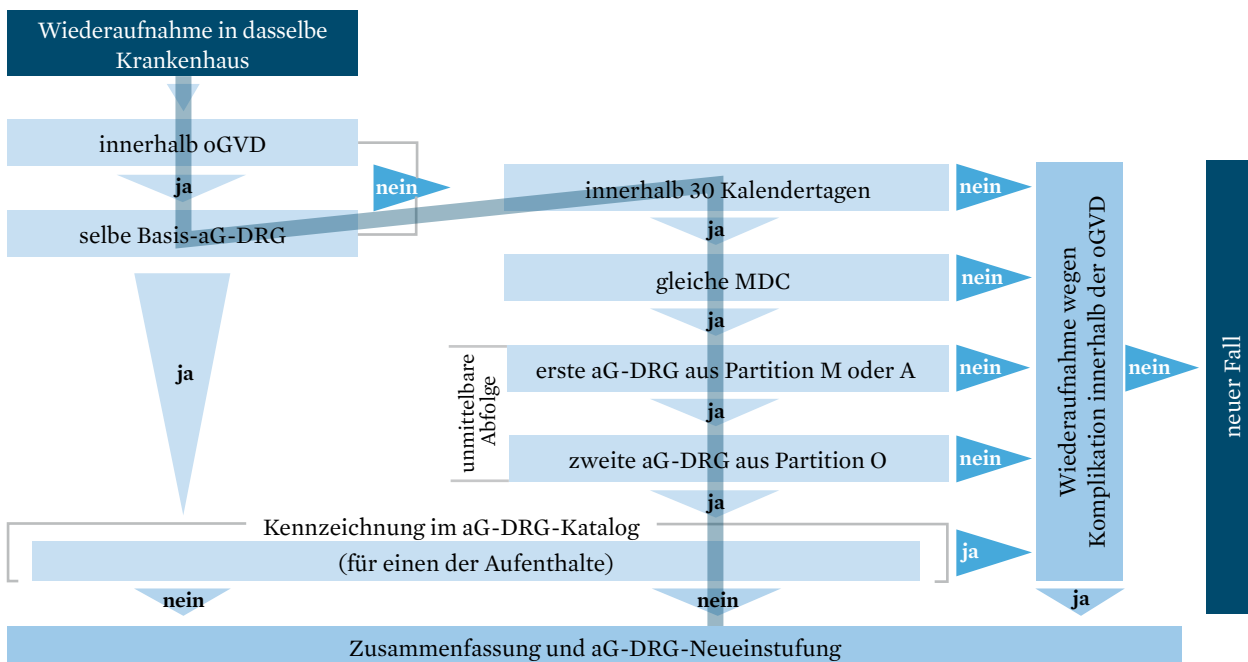 Wiederaufnahme in dasselbe
Krankenhaus
innerhalb oGVD
ja
nein
selbe Basis-aG-DRG
ja
innerhalb 30 Kalendertagen
nein
ja
gleiche MDC
nein
ja
unmittelbare
Abfolge
erste aG-DRG aus Partition M oder A
nein
ja
zweite aG-DRG aus Partition O
nein
ja
Kennzeichnung im aG-DRG-Katalog
(für einen der Aufenthalte)
ja
nein
nein
Wiederaufnahme wegen
Komplikation innerhalb der oGVD
nein
ja
neuer Fall
Zusammenfassung und aG-DRG-Neueinstufung